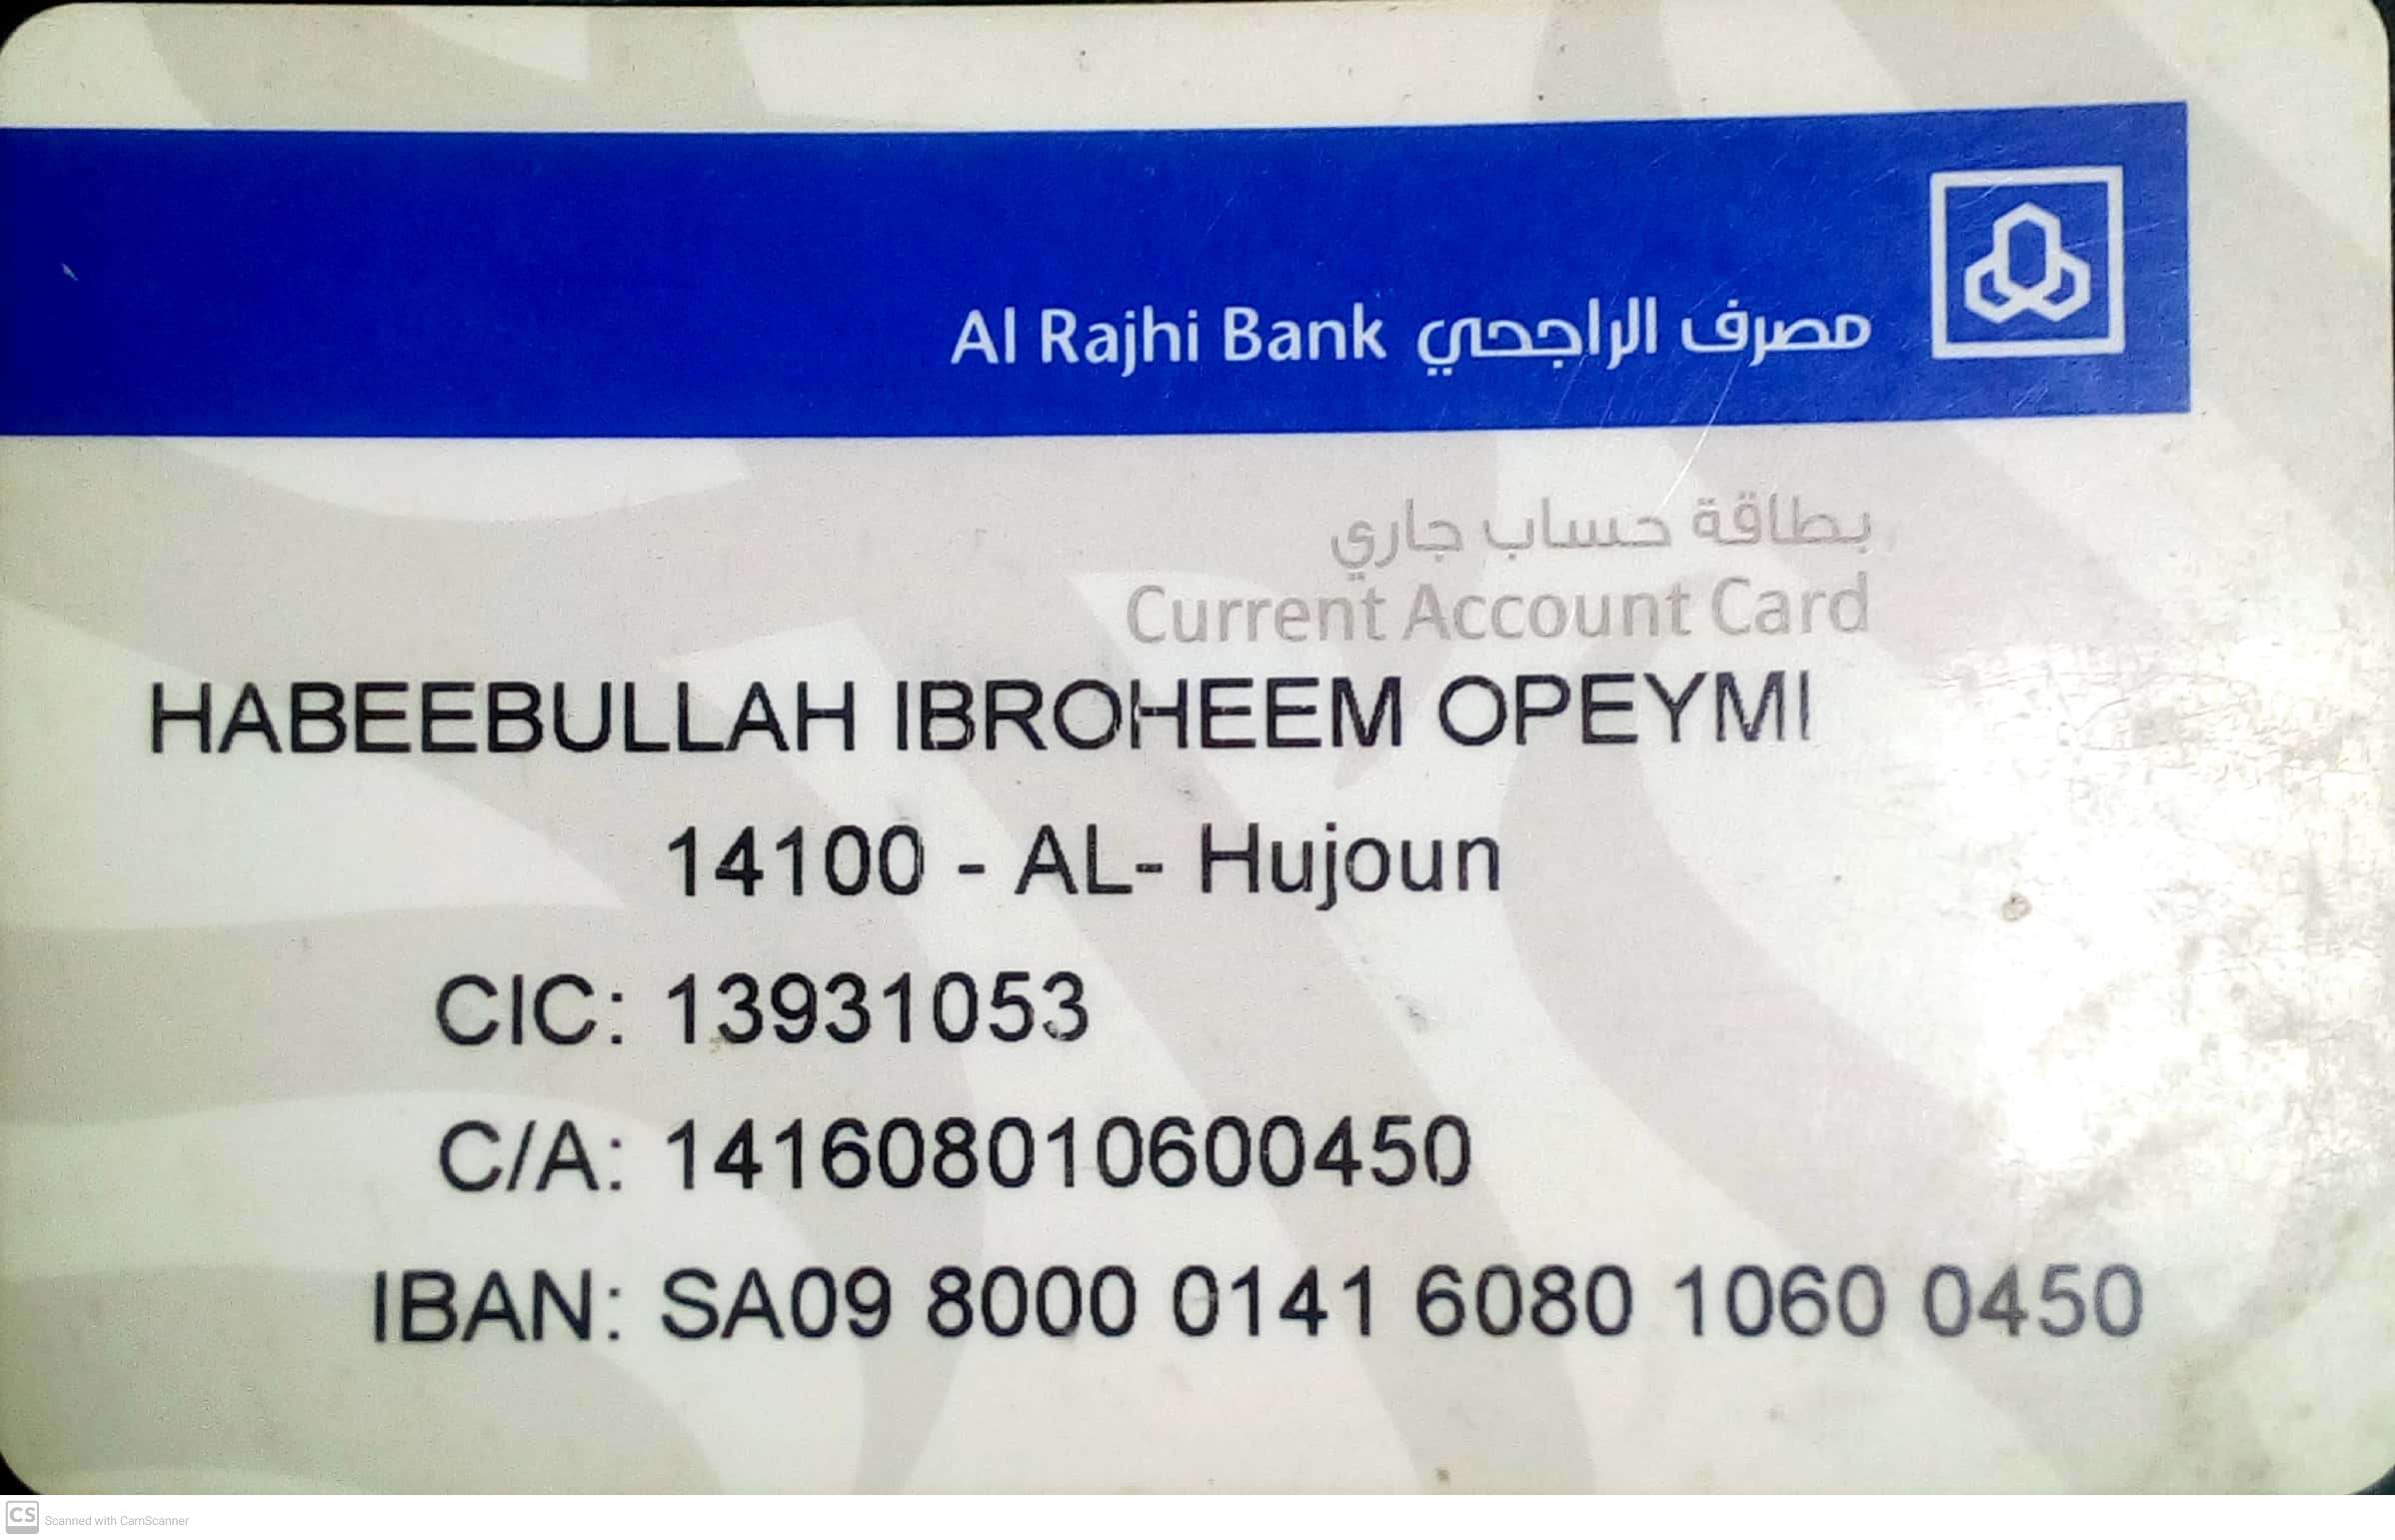 Al Rajhi Bank مصرف الراجحي
بطاقة حساب جاري
Current Account Card
HABEEBULLAH IBROHEEM OPEYMI
14100 - AL- Hujoun
CIC: 13931053
C/A: 141608010600450
IBAN: SA09 8000 0141 6080 1060 0450
CS Scanned with CamScanner